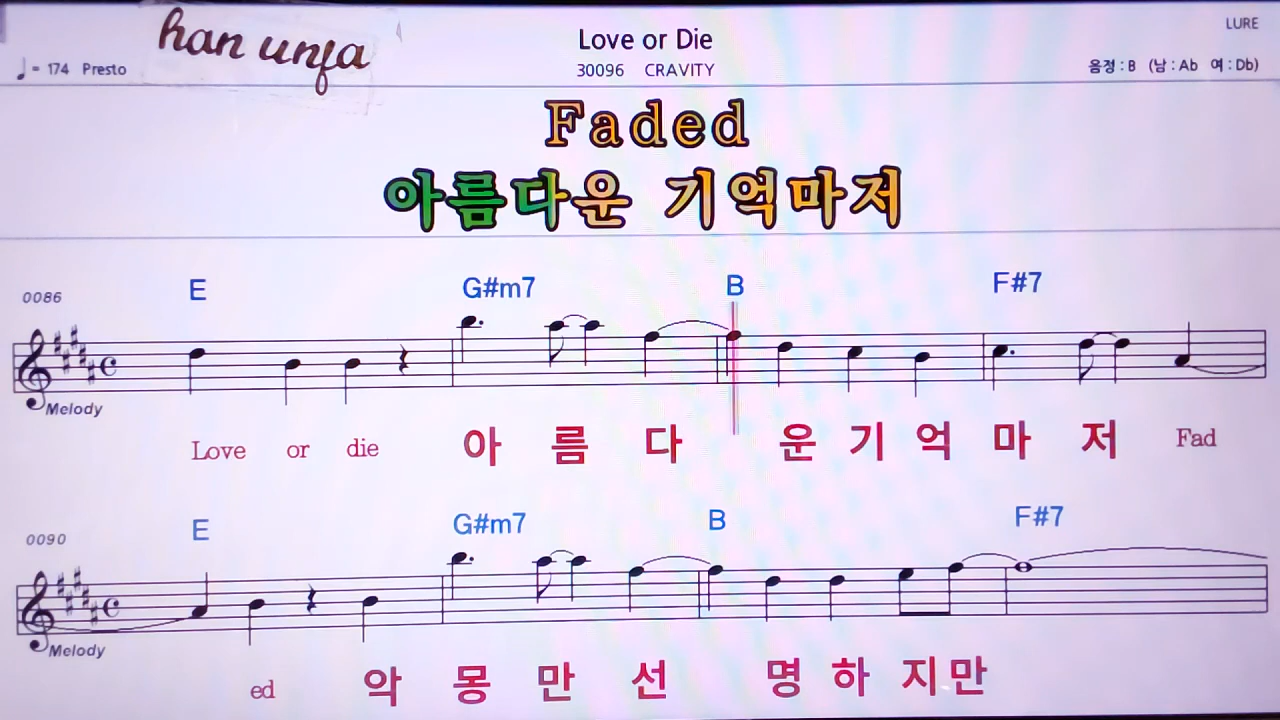 han unfa
Love or Die
LURE
♩= 174 Presto
30096 CRAVITY
음정 : B (남 : Ab 여 : Db)
Faded
아름다운 기억마저
0086
E G#m7 B F#7
Melody
Love or die 아 름 다 운 기 억 마 저 Fad
0090
E G#m7 B F#7
Melody
ed 악 몽 만 선 명 하 지 만